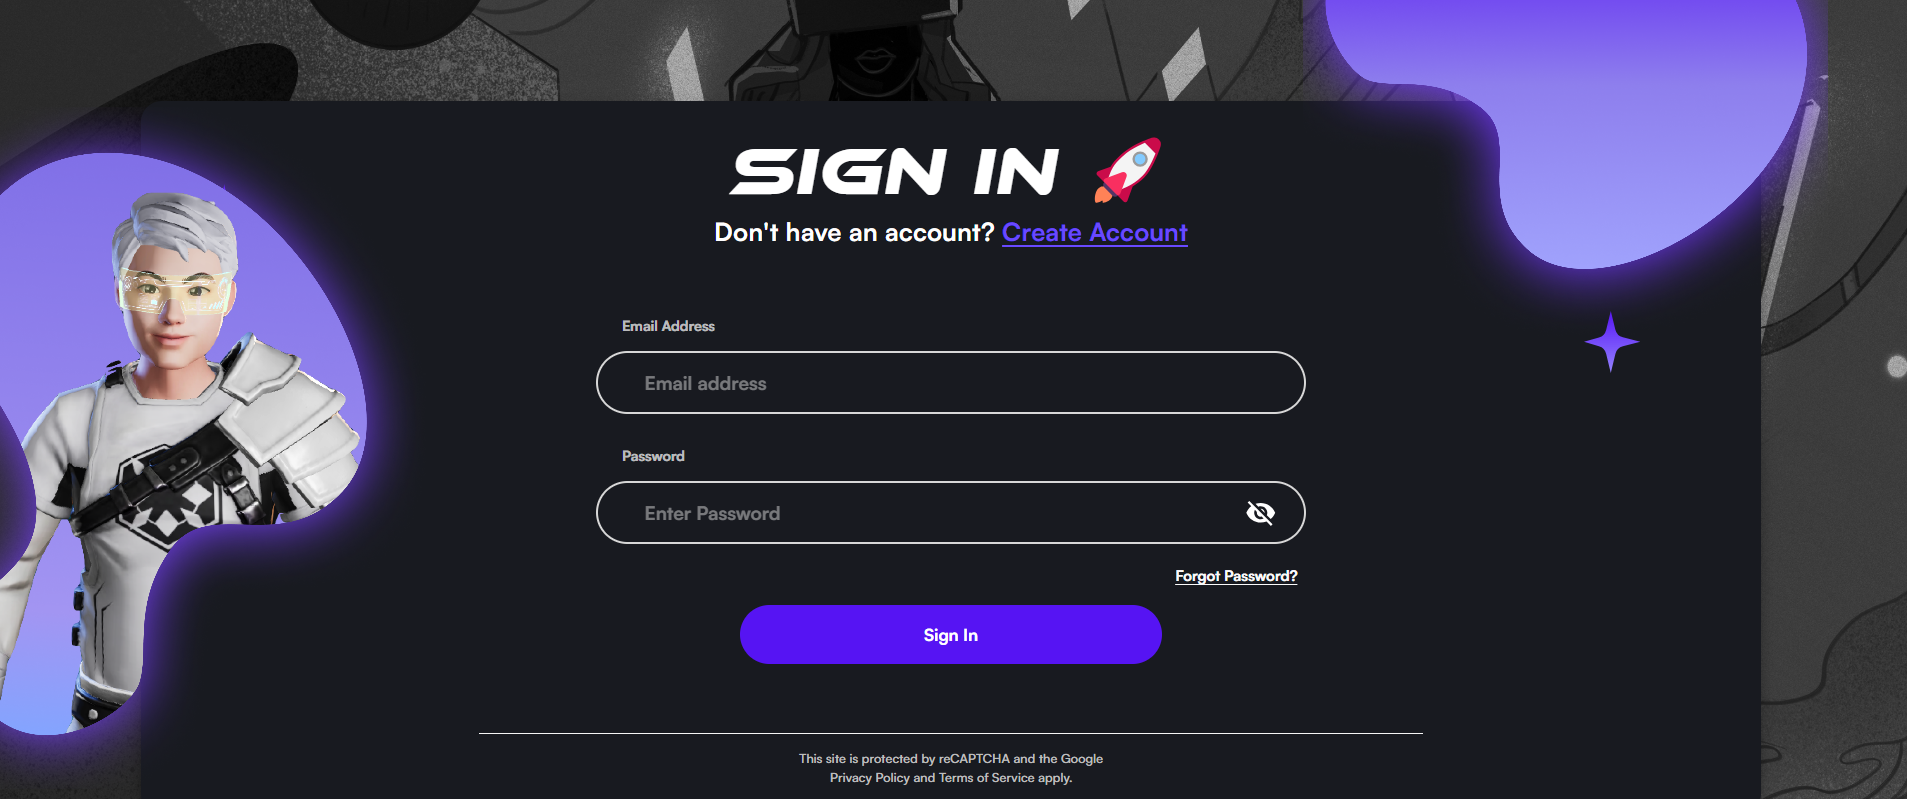 SIGN IN 🚀
Don't have an account? Create Account
Email Address
Email address
Password
Enter Password
Forgot Password?
Sign In
This site is protected by reCAPTCHA and the Google
Privacy Policy and Terms of Service apply.